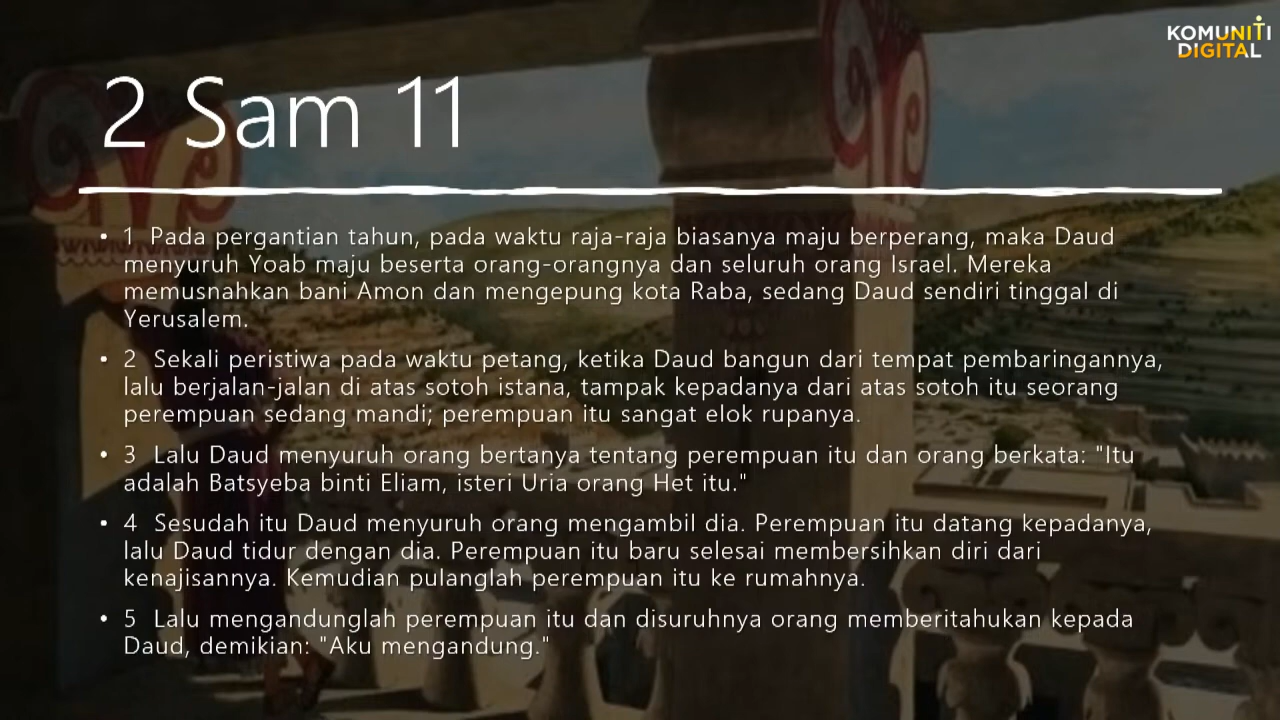 KOMUNITI
DIGITAL
2 Sam 11
• 1 Pada pergantian tahun, pada waktu raja-raja biasanya maju berperang, maka Daud
menyuruh Yoab maju beserta orang-orangnya dan seluruh orang Israel. Mereka
memusnahkan bani Amon dan mengepung kota Raba, sedang Daud sendiri tinggal di
Yerusalem.
• 2 Sekali peristiwa pada waktu petang, ketika Daud bangun dari tempat pembaringannya,
lalu berjalan-jalan di atas sotoh istana, tampak kepadanya dari atas sotoh itu seorang
perempuan sedang mandi; perempuan itu sangat elok rupanya.
• 3 Lalu Daud menyuruh orang bertanya tentang perempuan itu dan orang berkata: "Itu
adalah Batsyeba binti Eliam, isteri Uria orang Het itu."
• 4 Sesudah itu Daud menyuruh orang mengambil dia. Perempuan itu datang kepadanya,
lalu Daud tidur dengan dia. Perempuan itu baru selesai membersihkan diri dari
kenajisannya. Kemudian pulanglah perempuan itu ke rumahnya.
• 5 Lalu mengandunglah perempuan itu dan disuruhnya orang memberitahukan kepada
Daud, demikian: "Aku mengandung."